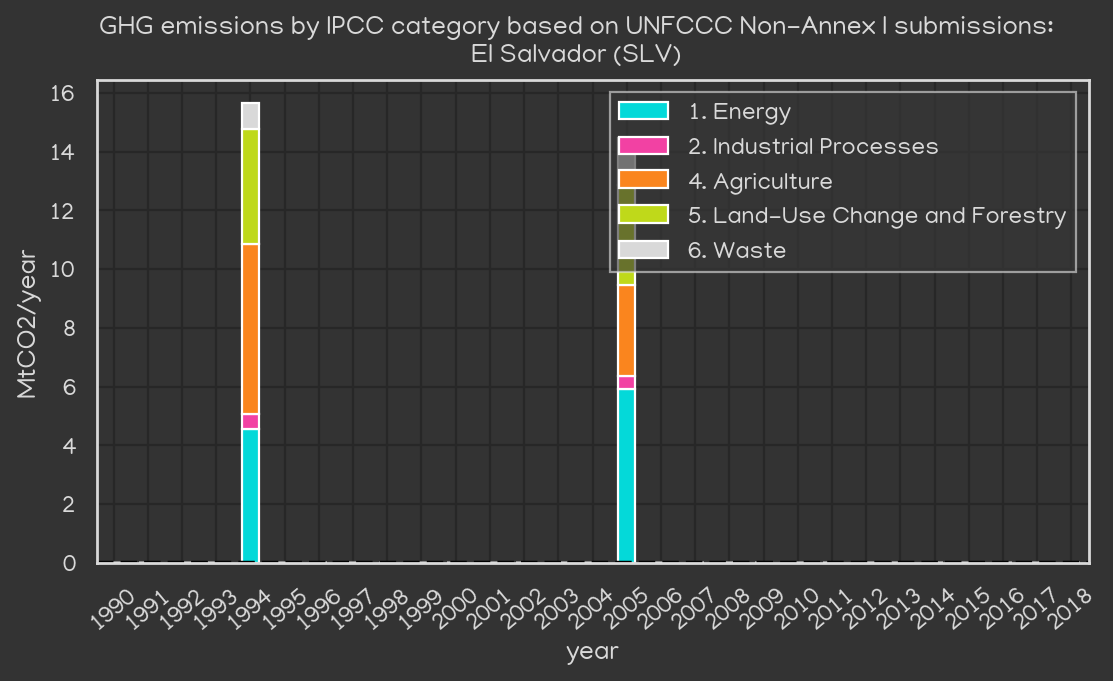 GHG emissions by IPCC category based on UNFCCC Non-Annex I submissions:
El Salvador (SLV)
16
14
12
10
8
6
4
2
0
MtCO2/year
1. Energy
2. Industrial Processes
4. Agriculture
5. Land-Use Change and Forestry
6. Waste
1990 1991 1992 1993 1994 1995 1996 1997 1998 1999 2000 2001 2002 2003 2004 2005 2006 2007 2008 2009 2010 2011 2012 2013 2014 2015 2016 2017 2018
year